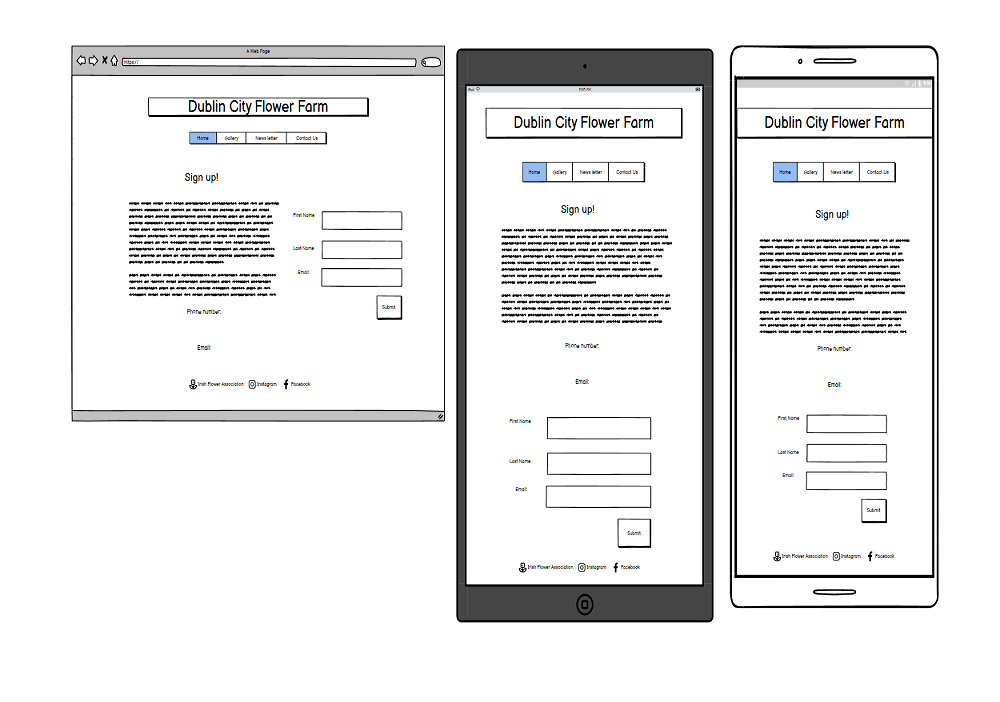 A Web Page
https://
Dublin City Flower Farm
Home Gallery News letter Contact Us
Sign up!
First Name
Last Name
Email:
Submit
Phone number:
Email:
Irish Flower Association Instagram Facebook
iPad
Dublin City Flower Farm
Home Gallery News letter Contact Us
Sign up!
Phone number:
Email:
First Name
Last Name
Email:
Submit
Irish Flower Association Instagram Facebook
Dublin City Flower Farm
Home Gallery News letter Contact Us
Sign up!
Phone number:
Email:
First Name
Last Name
Email:
Submit
Irish Flower Association Instagram Facebook